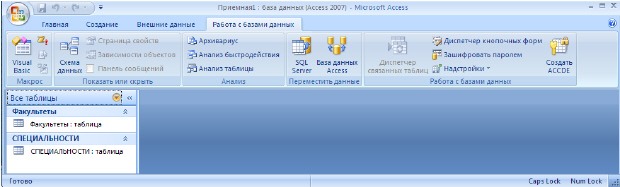 Приемная1 : база данных (Access 2007) - Microsoft Access
Главная Создание Внешние данные Работа с базами данных
Visual Basic
Макрос
Схема данных
Страница свойств
Зависимости объектов
Панель сообщений
Показать или скрыть
Архивариус
Анализ быстродействия
Анализ таблицы
Анализ
SQL Server
База данных Access
Переместить данные
Диспетчер связанных таблиц
Диспетчер кнопочных форм
Зашифровать паролем
Надстройки
Создать ACCDE
Работа с базами данных
Все таблицы
Факультеты
Факультеты : таблица
СПЕЦИАЛЬНОСТИ
СПЕЦИАЛЬНОСТИ : таблица
Готово Caps Lock Num Lock